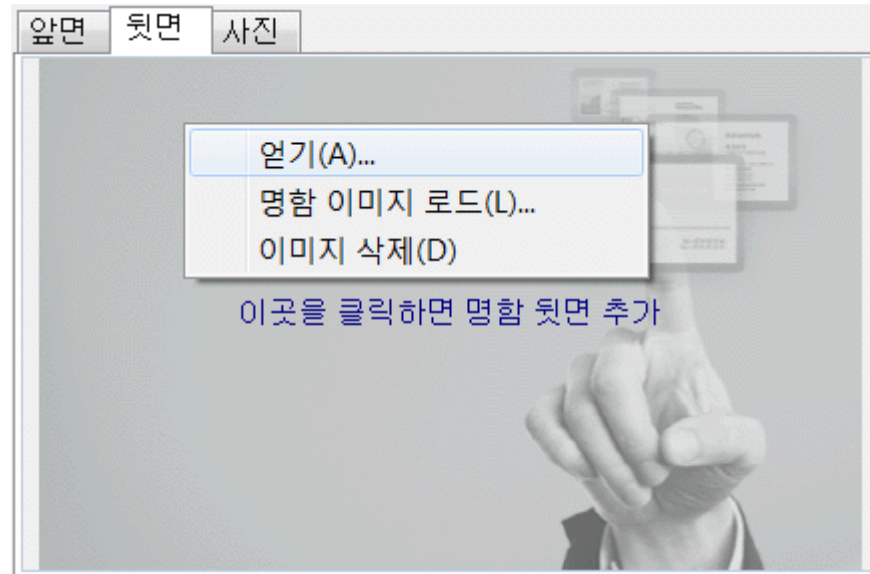 앞면 뒷면 사진
얻기(A)...
명함 이미지 로드(L)...
이미지 삭제(D)
이곳을 클릭하면 명함 뒷면 추가